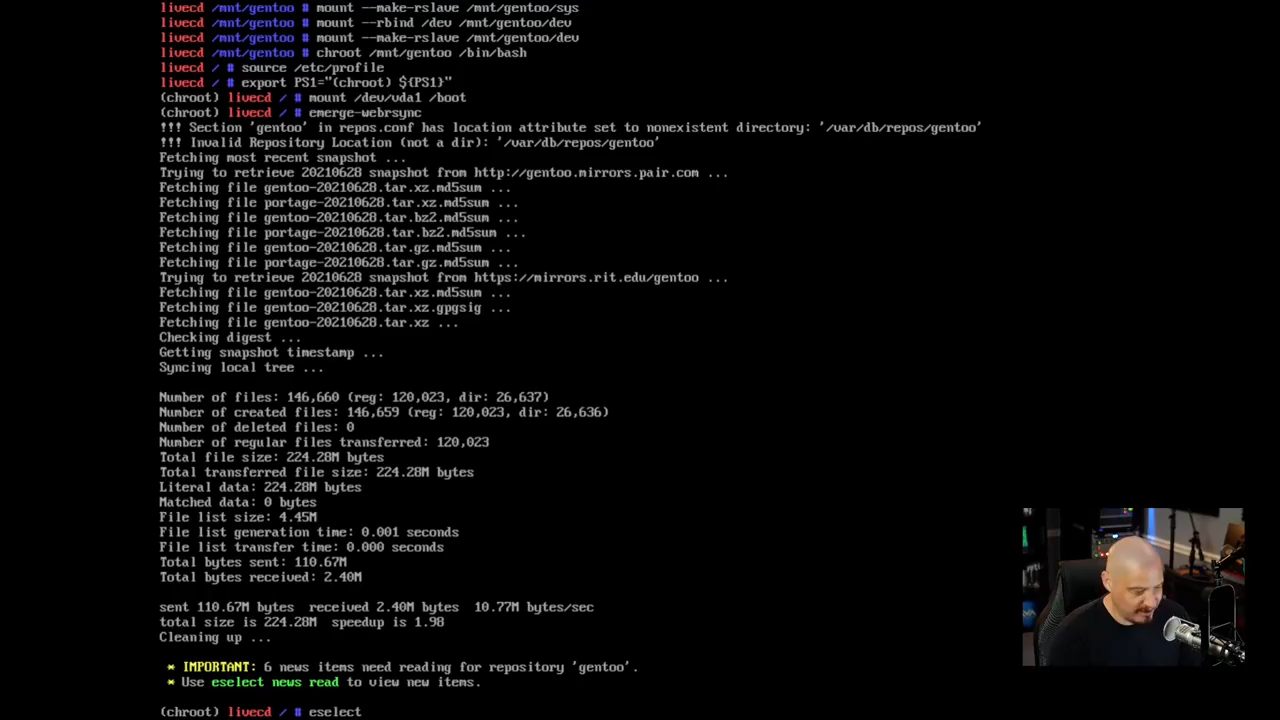 livecd /mnt/gentoo # mount --make-rslave /mnt/gentoo/sys
livecd /mnt/gentoo # mount --rbind /dev /mnt/gentoo/dev
livecd /mnt/gentoo # mount --make-rslave /mnt/gentoo/dev
livecd /mnt/gentoo # chroot /mnt/gentoo /bin/bash
livecd / # source /etc/profile
livecd / # export PS1="(chroot) ${PS1}"
(chroot) livecd / # mount /dev/vda1 /boot
(chroot) livecd / # emerge-webrsync
!!! Section 'gentoo' in repos.conf has location attribute set to nonexistent directory: '/var/db/repos/gentoo'
!!! Invalid Repository Location (not a dir): '/var/db/repos/gentoo'
Fetching most recent snapshot ...
Trying to retrieve 20210628 snapshot from http://gentoo.mirrors.pair.com ...
Fetching file gentoo-20210628.tar.xz.md5sum ...
Fetching file portage-20210628.tar.xz.md5sum ...
Fetching file gentoo-20210628.tar.bz2.md5sum ...
Fetching file portage-20210628.tar.bz2.md5sum ...
Fetching file gentoo-20210628.tar.gz.md5sum ...
Fetching file portage-20210628.tar.gz.md5sum ...
Trying to retrieve 20210628 snapshot from https://mirrors.rit.edu/gentoo ...
Fetching file gentoo-20210628.tar.xz.md5sum ...
Fetching file gentoo-20210628.tar.xz.gpgsig ...
Fetching file gentoo-20210628.tar.xz ...
Checking digest ...
Getting snapshot timestamp ...
Syncing local tree ...
Number of files: 146,660 (reg: 120,023, dir: 26,637)
Number of created files: 146,659 (reg: 120,023, dir: 26,636)
Number of deleted files: 0
Number of regular files transferred: 120,023
Total file size: 224.28M bytes
Total transferred file size: 224.28M bytes
Literal data: 224.28M bytes
Matched data: 0 bytes
File list size: 4.45M
File list generation time: 0.001 seconds
File list transfer time: 0.000 seconds
Total bytes sent: 110.67M
Total bytes received: 2.40M
sent 110.67M bytes  received 2.40M bytes  10.77M bytes/sec
total size is 224.28M  speedup is 1.98
Cleaning up ...
* IMPORTANT: 6 news items need reading for repository 'gentoo'.
* Use eselect news read to view new items.
(chroot) livecd / # eselect